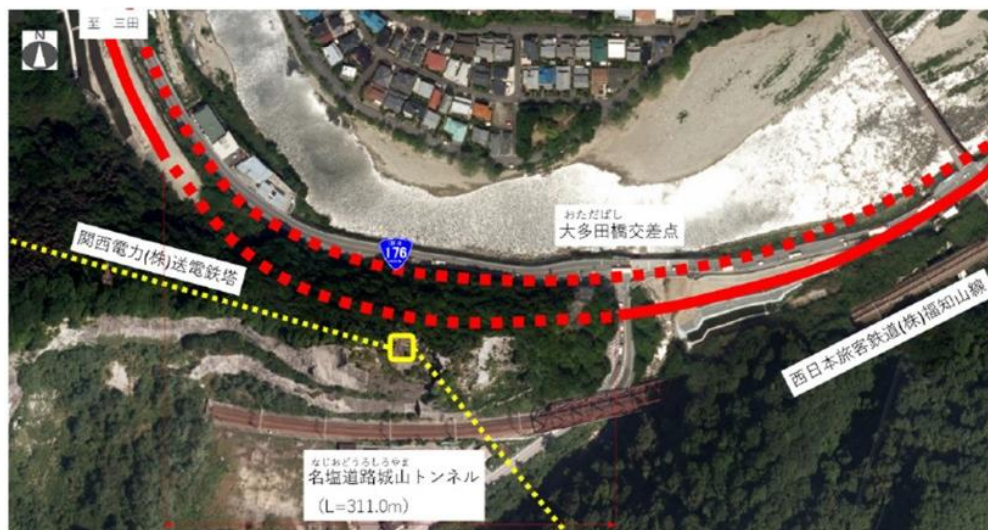 至 三田
N
おただばし
大多田橋交差点
国道
176
関西電力(株)送電鉄塔
西日本旅客鉄道(株)福知山線
なじおどうろしろやま
名塩道路城山トンネル
(L=311.0m)